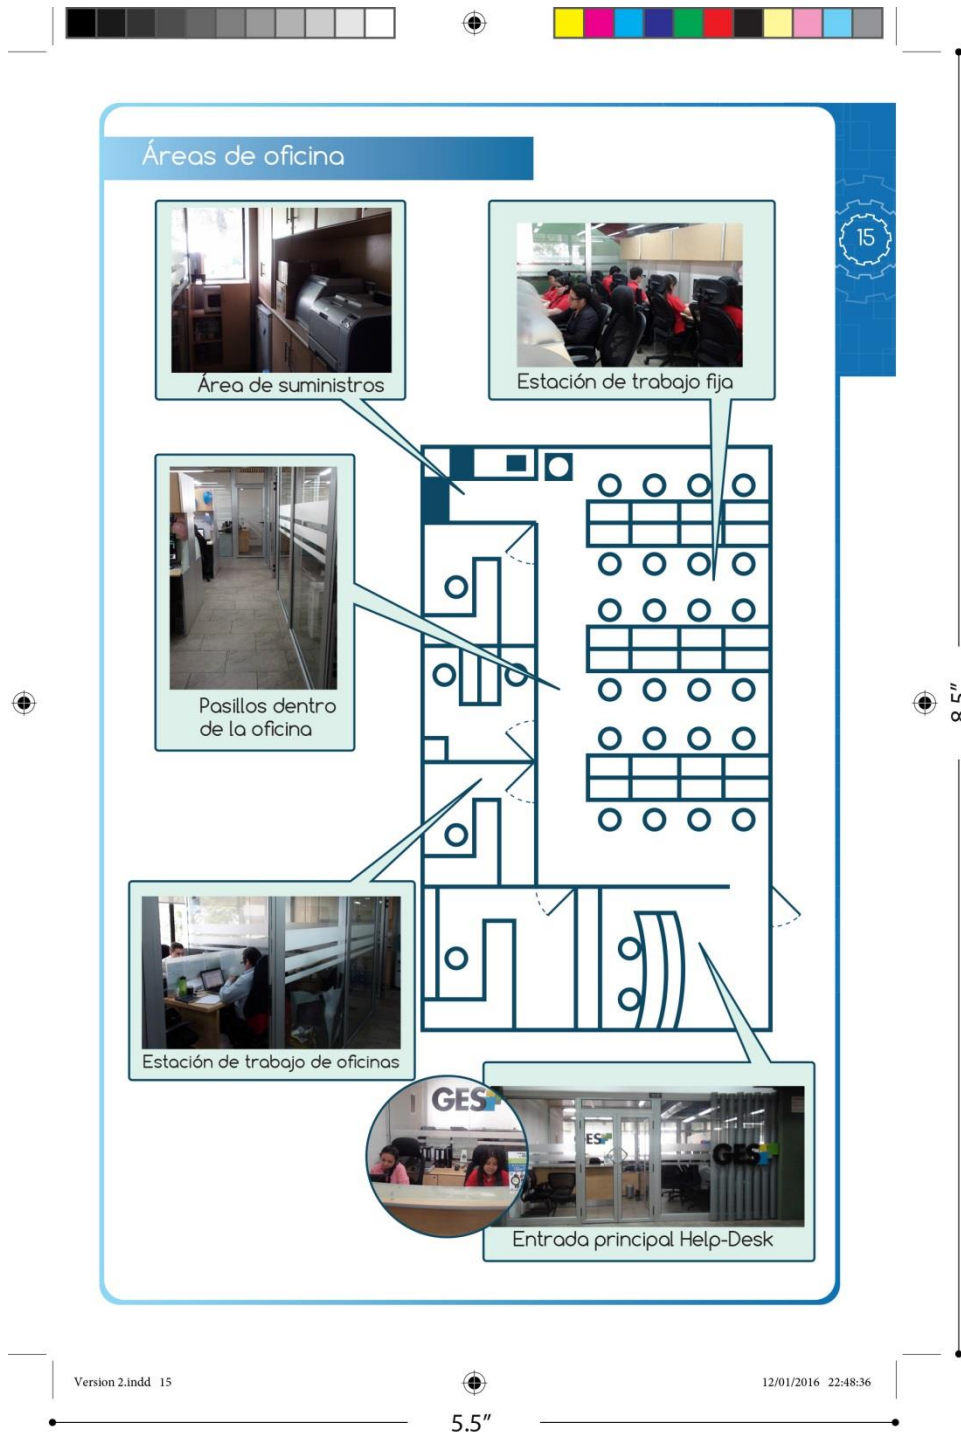 Áreas de oficina
15
Área de suministros
Estación de trabajo fija
Pasillos dentro
de la oficina
8.5"
Estación de trabajo de oficinas
GES
GES
GES
Entrada principal Help-Desk
Version 2.indd 15
12/01/2016 22:48:36
5.5"